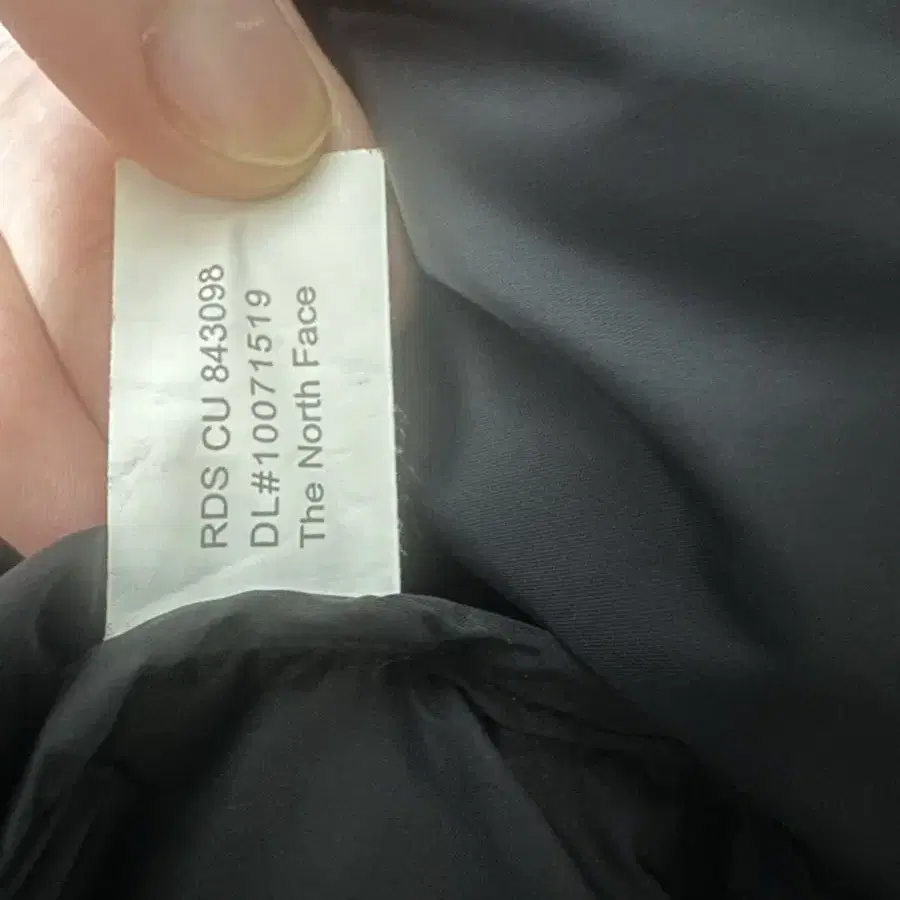 RDS CU 843098
DL#10071519
The North Face